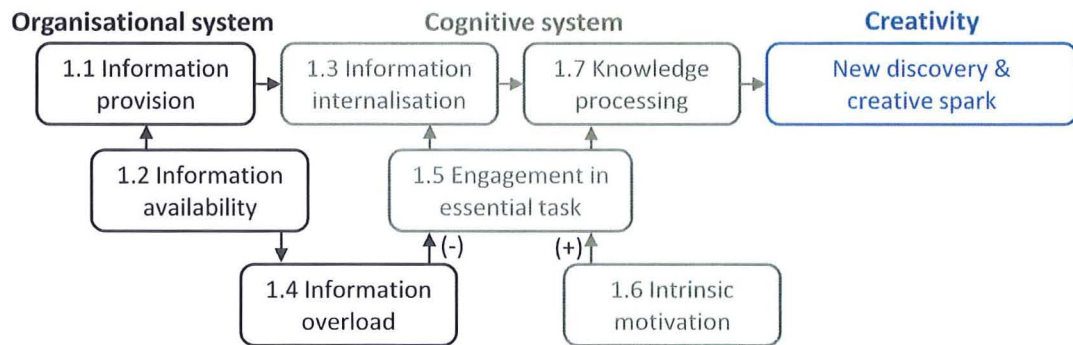 Organisational system
Cognitive system
Creativity
1.1 Information
provision
1.3 Information
internalisation
1.7 Knowledge
processing
New discovery &
creative spark
1.2 Information
availability
1.5 Engagement in
essential task
(-)
(+)
1.4 Information
overload
1.6 Intrinsic
motivation